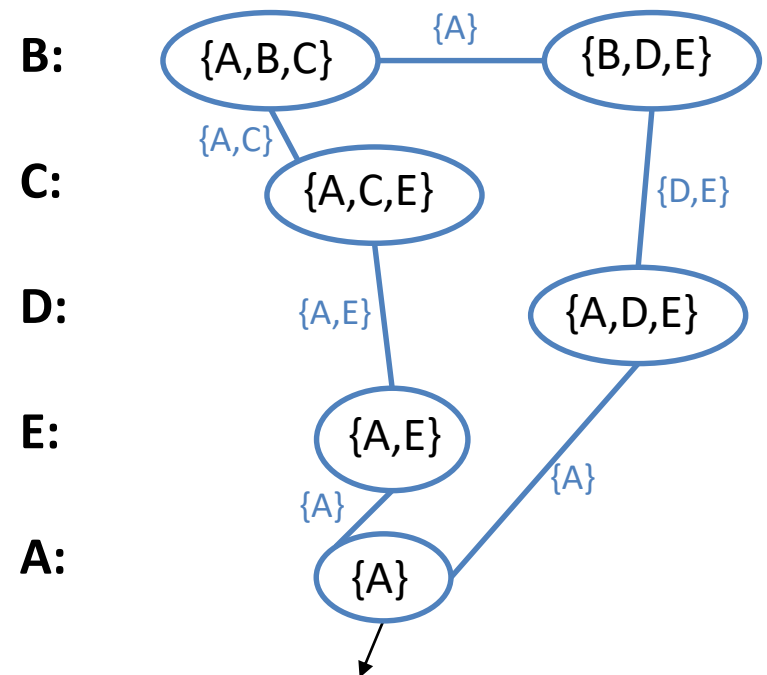 B: {A,B,C} {A} {B,D,E}
{A,C}
C: {A,C,E} {D,E}
D: {A,E} {A,D,E}
E: {A,E}
{A} {A}
A: {A}